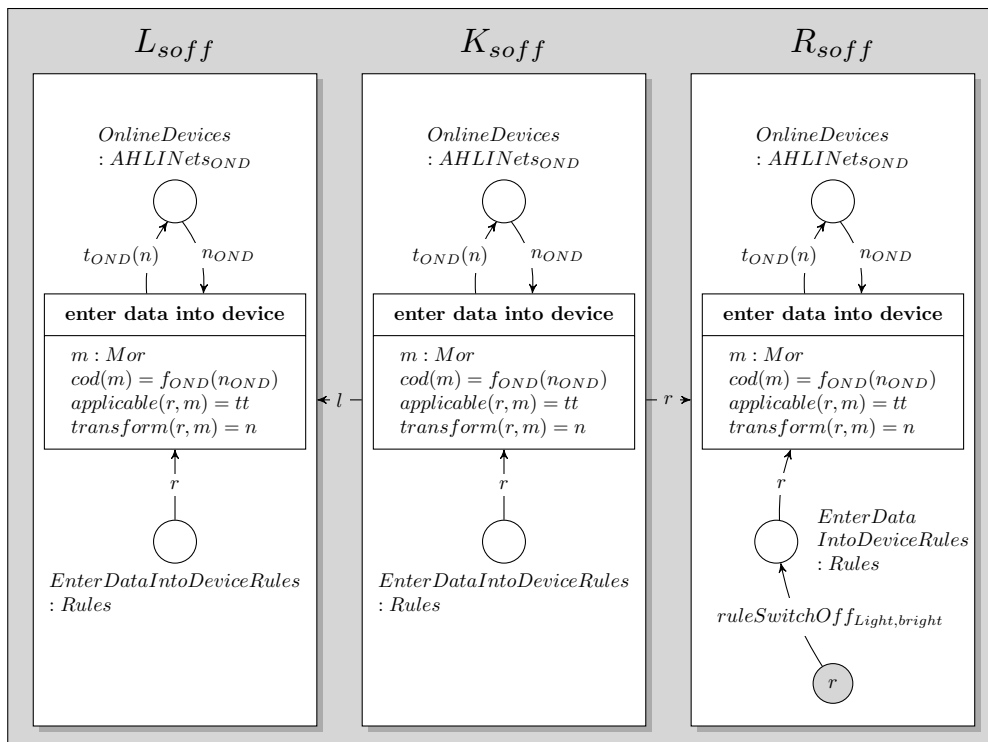 L_{soff}
OnlineDevices
: AHLINets_{OND}
t_{OND}(n)
n_{OND}
enter data into device
m : Mor
cod(m) = f_{OND}(n_{OND})
applicable(r, m) = tt
transform(r, m) = n
r
EnterDataIntoDeviceRules
: Rules
l
K_{soff}
OnlineDevices
: AHLINets_{OND}
t_{OND}(n)
n_{OND}
enter data into device
m : Mor
cod(m) = f_{OND}(n_{OND})
applicable(r, m) = tt
transform(r, m) = n
r
EnterDataIntoDeviceRules
: Rules
r
R_{soff}
OnlineDevices
: AHLINets_{OND}
t_{OND}(n)
n_{OND}
enter data into device
m : Mor
cod(m) = f_{OND}(n_{OND})
applicable(r, m) = tt
transform(r, m) = n
r
EnterData
IntoDeviceRules
: Rules
ruleSwitchOff_{Light,bright}
r